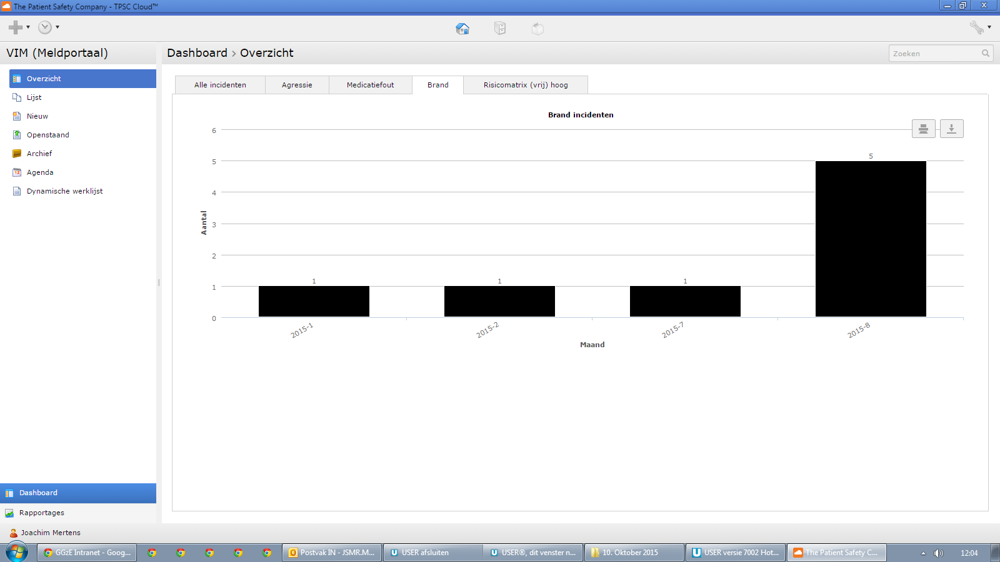 The Patient Safety Company - TPSC Cloud™
VIM (Meldportaal)
Dashboard › Overzicht
Zoeken
Overzicht
Lijst
Nieuw
Openstaand
Archief
12
Agenda
Dynamische werklijst
Alle incidenten
Agressie
Medicatiefout
Brand
Risicomatrix (vrij) hoog
Brand incidenten
6
5
4
3
2
1
0
Aantal
1
1
1
5
2015-1
2015-2
2015-7
2015-8
Maand
Dashboard
Rapportages
Joachim Mertens
GGzE Intranet - Goog...
Postvak IN - JSMR.M...
USER afsluiten
USER®, dit venster n...
10. Oktober 2015
USER versie 7002 Hot...
The Patient Safety C...
12:04